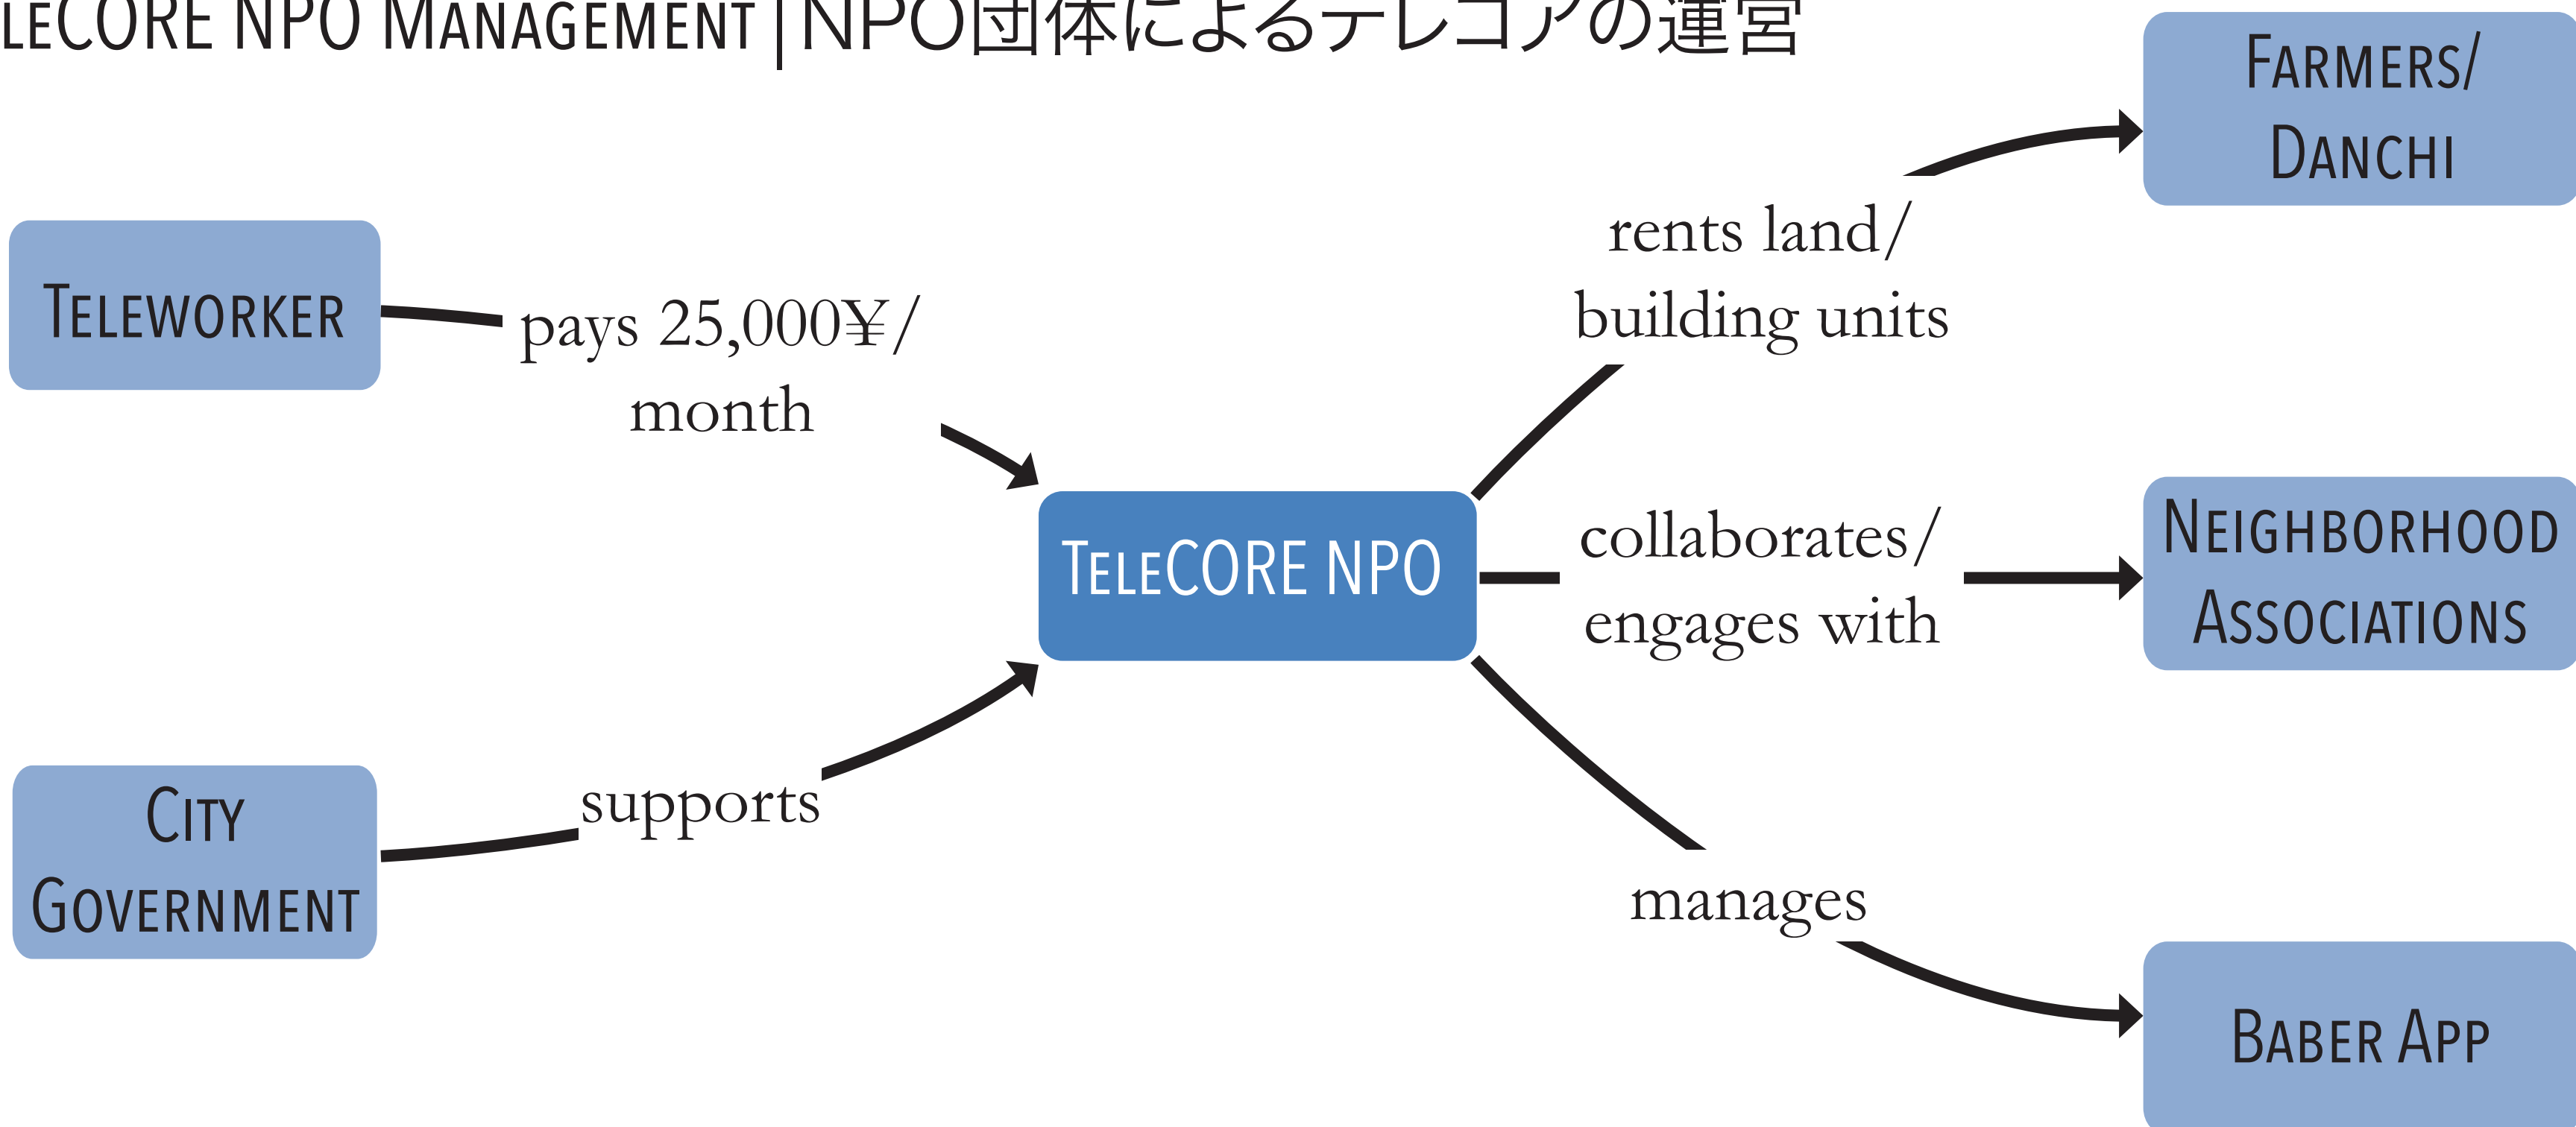 leCORE NPO Management | NPO団体によるテレコアの運営
Farmers/
Danchi
rents land/
building units
Teleworker
pays 25,000¥/
month
TeleCORE NPO
collaborates/
engages with
Neighborhood
Associations
City
Government
supports
manages
Baber App